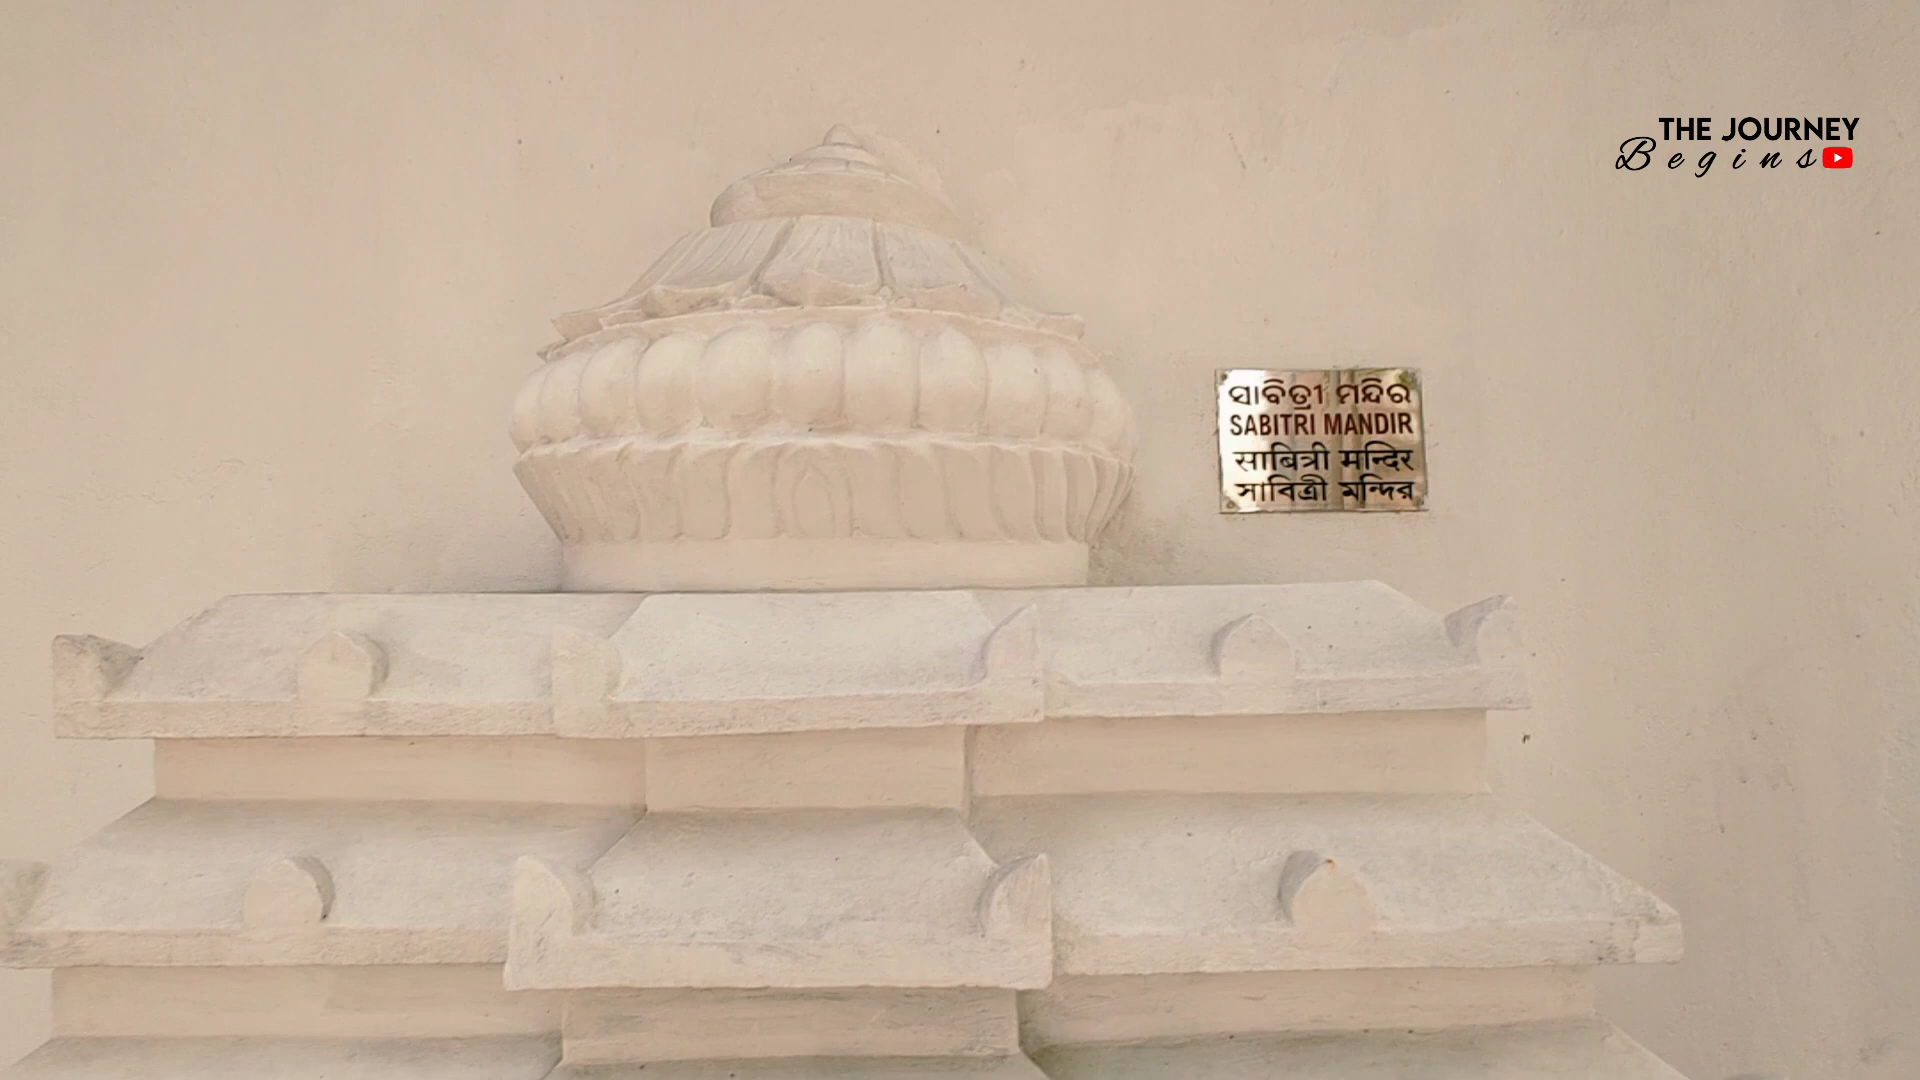 THE JOURNEY
Begins
ସାବିତ୍ରୀ ମନ୍ଦିର
SABITRI MANDIR
साबित्री मन्दिर
সাবিত্রী মন্দির